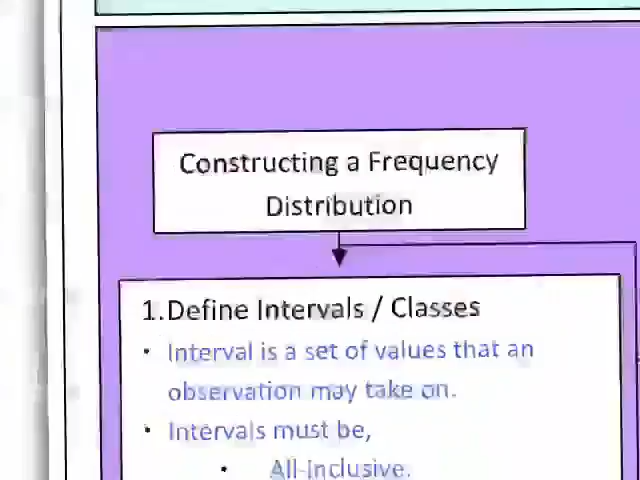 Constructing a Frequency
Distribution
1.Define Intervals / Classes
• Interval is a set of values that an
observation may take on.
• Intervals must be,
• All-Inclusive.